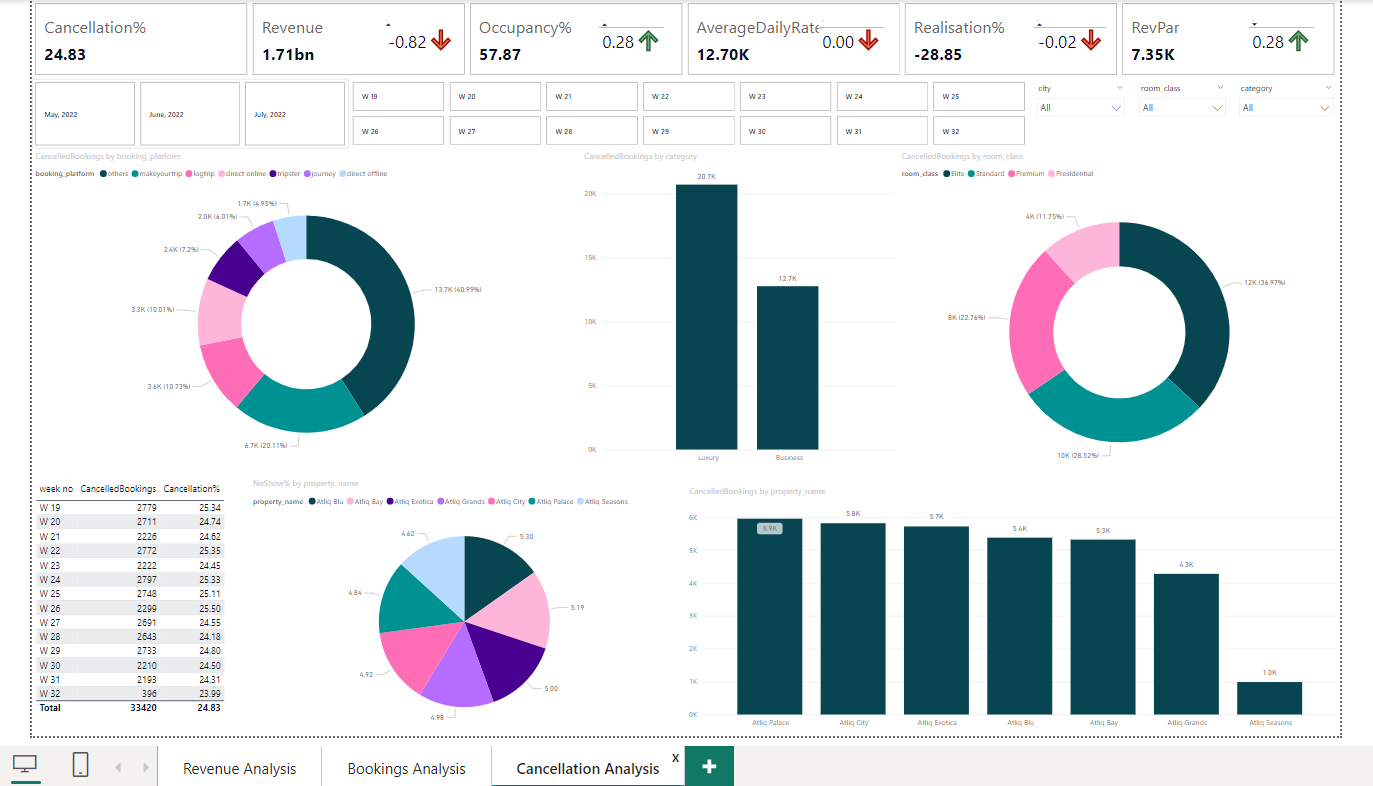 Cancellation%
24.83
Revenue
1.71bn
-0.82
Occupancy%
57.87
0.28
AverageDailyRate
12.70K
0.00
Realisation%
-28.85
-0.02
RevPar
7.35K
0.28
May, 2022
June, 2022
July, 2022
W 19
W 20
W 21
W 22
W 23
W 24
W 25
W 26
W 27
W 28
W 29
W 30
W 31
W 32
city
All
room_class
All
category
All
CancelledBookings by booking_platform
booking_platform others makeyourtrip logtrip direct online tripster journey direct offline
1.7K (4.95%)
2.0K (6.01%)
2.4K (7.2%)
3.3K (10.01%)
3.6K (10.73%)
6.7K (20.11%)
13.7K (40.99%)
CancelledBookings by category
20K
15K
10K
5K
0K
20.7K
12.7K
Luxury
Business
CancelledBookings by room_class
room_class Elite Standard Premium Presidential
4K (11.75%)
12K (36.97%)
8K (22.76%)
10K (28.52%)
week no CancelledBookings Cancellation%
W 19 2779 25.34
W 20 2711 24.74
W 21 2226 24.62
W 22 2772 25.35
W 23 2222 24.45
W 24 2797 25.33
W 25 2748 25.11
W 26 2299 25.50
W 27 2691 24.55
W 28 2643 24.18
W 29 2733 24.80
W 30 2210 24.50
W 31 2193 24.31
W 32 396 23.99
Total 33420 24.83
NoShow% by property_name
property_name Atliq Blu Atliq Bay Atliq Exotica Atliq Grands Atliq City Atliq Palace Atliq Seasons
4.62
5.30
4.84
5.19
4.92
5.00
4.98
CancelledBookings by property_name
6K
5K
4K
3K
2K
1K
0K
5.9K
5.8K
5.7K
5.4K
5.3K
4.3K
1.0K
Atliq Palace
Atliq City
Atliq Exotica
Atliq Blu
Atliq Bay
Atliq Grands
Atliq Seasons
Revenue Analysis
Bookings Analysis
Cancellation Analysis
X
+